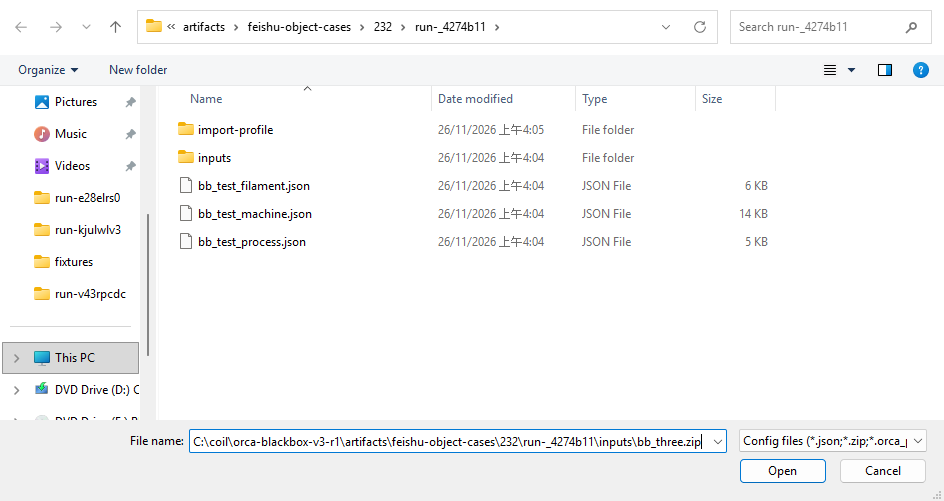 « artifacts › feishu-object-cases › 232 › run-_4274b11 ›
Search run-_4274b11
Organize
New folder
?
Pictures
Music
Videos
run-e28elrs0
run-kjulwlv3
fixtures
run-v43rpcdc
This PC
DVD Drive (D:) C
Name Date modified Type Size
import-profile 26/11/2026 上午4:05 File folder
inputs 26/11/2026 上午4:04 File folder
bb_test_filament.json 26/11/2026 上午4:04 JSON File 6 KB
bb_test_machine.json 26/11/2026 上午4:04 JSON File 14 KB
bb_test_process.json 26/11/2026 上午4:04 JSON File 5 KB
File name: C:\coil\orca-blackbox-v3-r1\artifacts\feishu-object-cases\232\run-_4274b11\inputs\bb_three.zip
Config files (*.json;*.zip;*.orca_
Open
Cancel